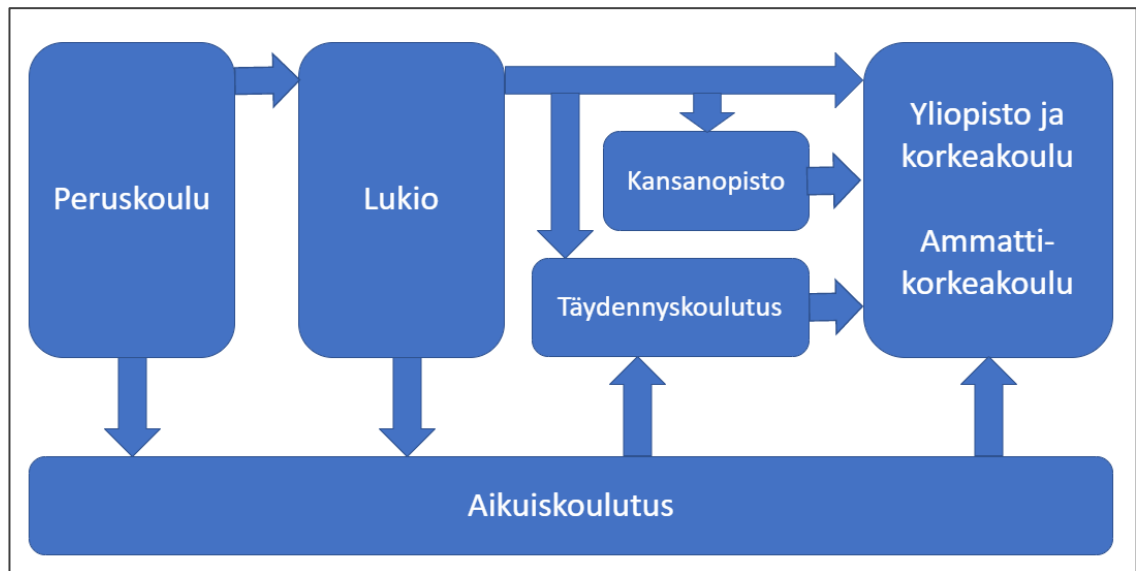 Peruskoulu
Lukio
Kansanopisto
Täydennyskoulutus
Yliopisto ja
korkeakoulu
Ammatti-
korkeakoulu
Aikuiskoulutus